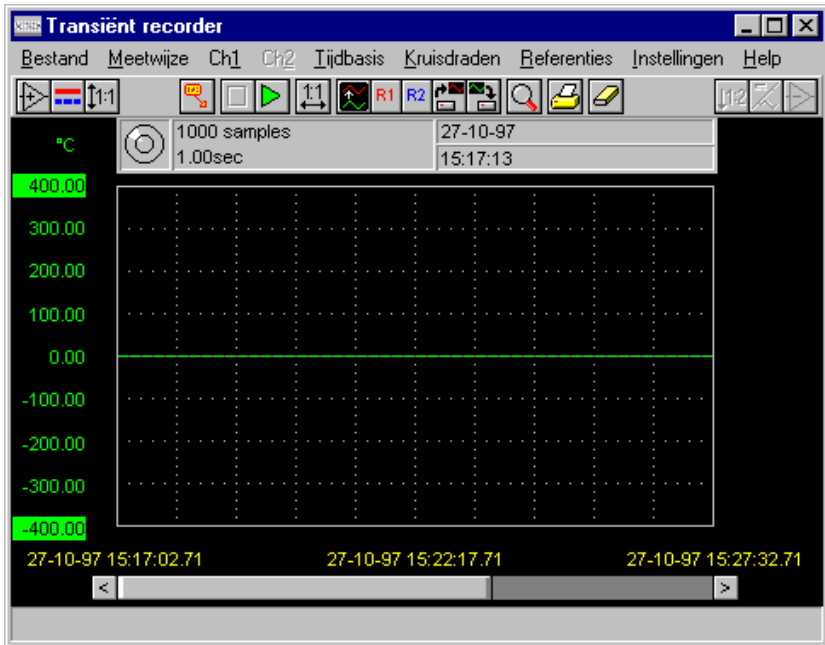 Transiënt recorder
Bestand Meetwijze Ch1 Ch2 Tijdbasis Kruisdraden Referenties Instellingen Help
1:1 1:1 R1 R2 1:2
°C
1000 samples 27-10-97
1.00sec 15:17:13
400.00
300.00
200.00
100.00
0.00
-100.00
-200.00
-300.00
-400.00
27-10-97 15:17:02.71 27-10-97 15:22:17.71 27-10-97 15:27:32.71
< >